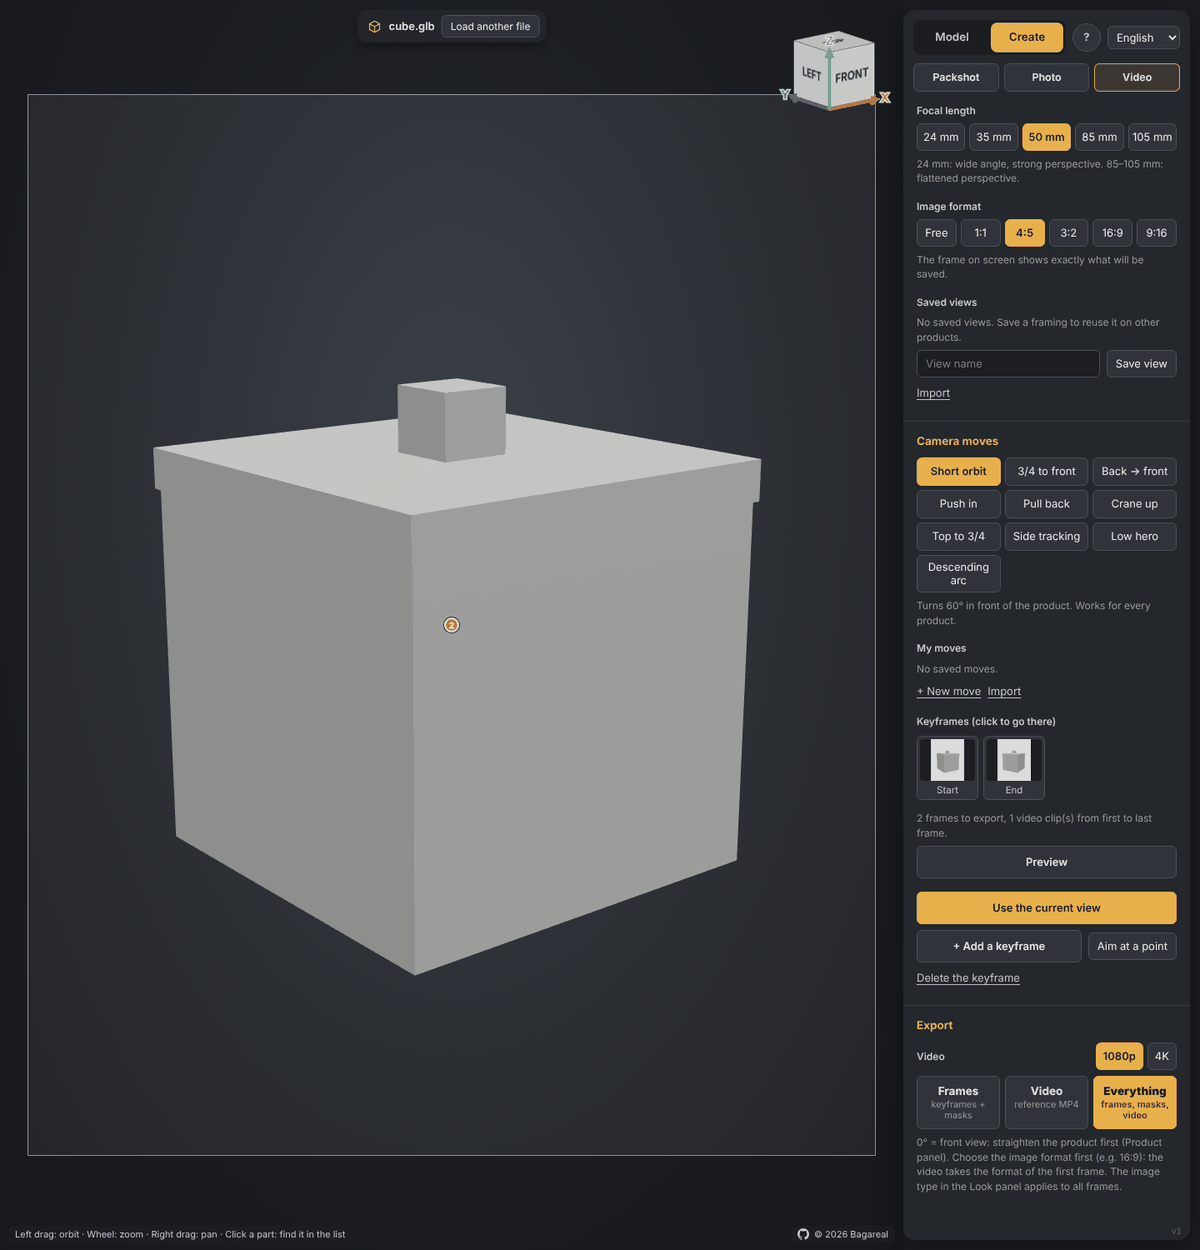 cube.glb
Load another file
Z
LEFT
FRONT
Y
X
2
Left drag: orbit · Wheel: zoom · Right drag: pan · Click a part: find it in the list
© 2026 Bagareal
Model
Create
?
English
Packshot
Photo
Video
Focal length
24 mm
35 mm
50 mm
85 mm
105 mm
24 mm: wide angle, strong perspective. 85–105 mm:
flattened perspective.
Image format
Free
1:1
4:5
3:2
16:9
9:16
The frame on screen shows exactly what will be
saved.
Saved views
No saved views. Save a framing to reuse it on other
products.
View name
Save view
Import
Camera moves
Short orbit
3/4 to front
Back → front
Push in
Pull back
Crane up
Top to 3/4
Side tracking
Low hero
Descending
arc
Turns 60° in front of the product. Works for every
product.
My moves
No saved moves.
+ New move
Import
Keyframes (click to go there)
Start
End
2 frames to export, 1 video clip(s) from first to last
frame.
Preview
Use the current view
+ Add a keyframe
Aim at a point
Delete the keyframe
Export
Video
1080p
4K
Frames
keyframes +
masks
Video
reference MP4
Everything
frames, masks,
video
0° = front view: straighten the product first (Product
panel). Choose the image format first (e.g. 16:9): the
video takes the format of the first frame. The image
type in the Look panel applies to all frames.
v1